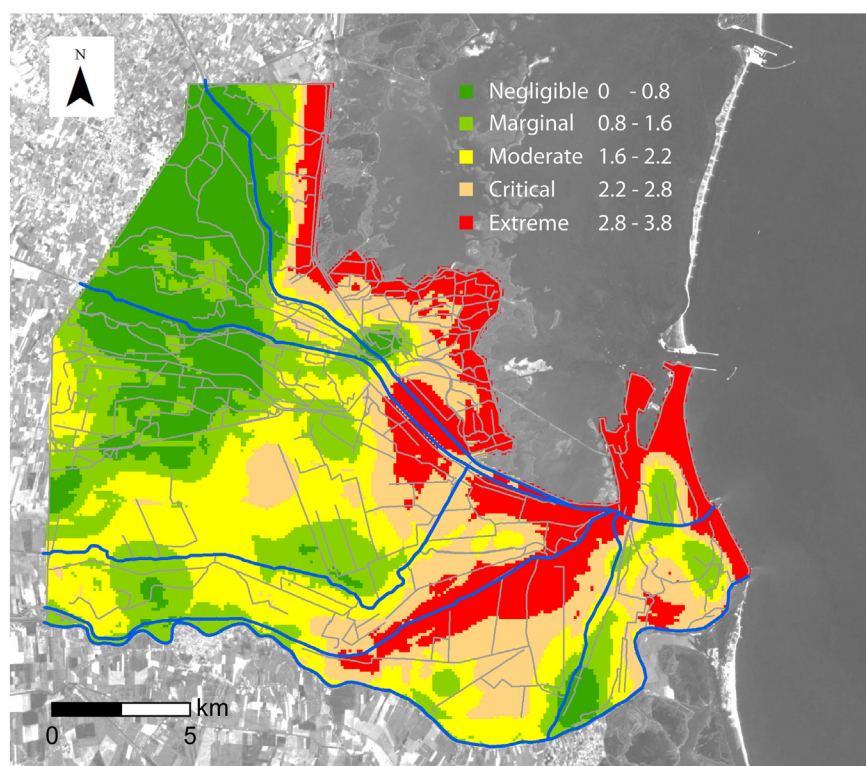 N
Negligible 0 - 0.8
Marginal 0.8 - 1.6
Moderate 1.6 - 2.2
Critical 2.2 - 2.8
Extreme 2.8 - 3.8
km
0 5